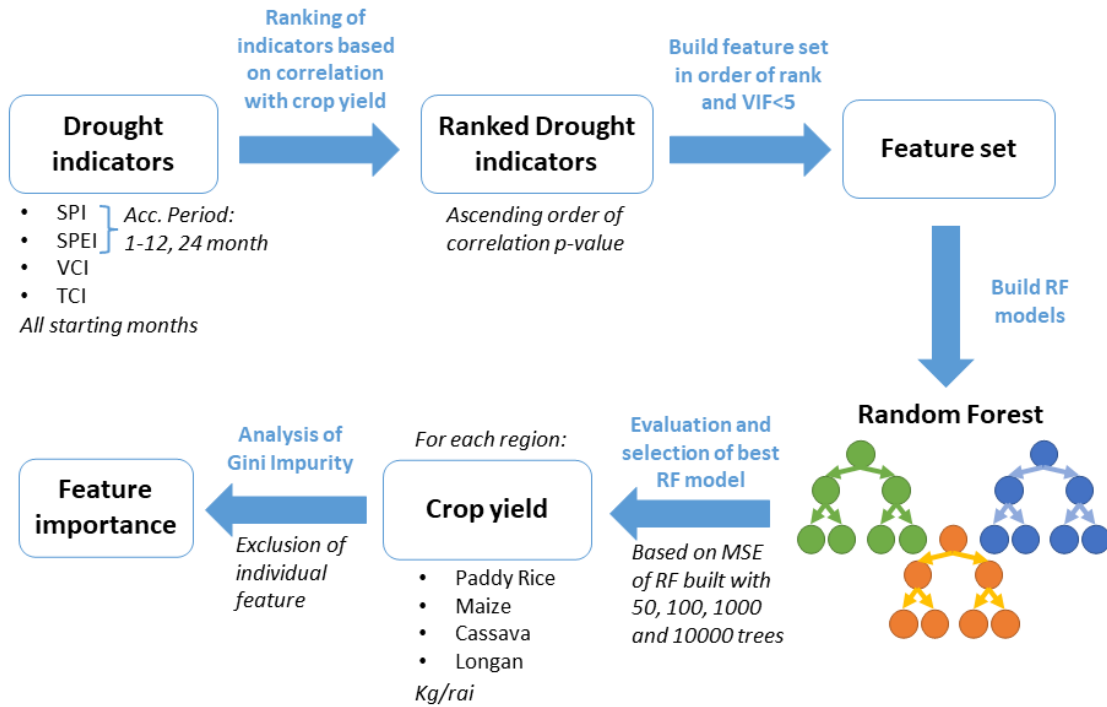 Ranking of
indicators based
on correlation
with crop yield
Build feature set
in order of rank
and VIF<5
Drought
indicators
Ranked Drought
indicators
Feature set
• SPI
• SPEI
• VCI
• TCI
Acc. Period:
1-12, 24 month
All starting months
Ascending order of
correlation p-value
Build RF
models
Random Forest
Evaluation and
selection of best
RF model
Based on MSE
of RF built with
50, 100, 1000
and 10000 trees
For each region:
Crop yield
• Paddy Rice
• Maize
• Cassava
• Longan
Kg/rai
Analysis of
Gini Impurity
Exclusion of
individual
feature
Feature
importance